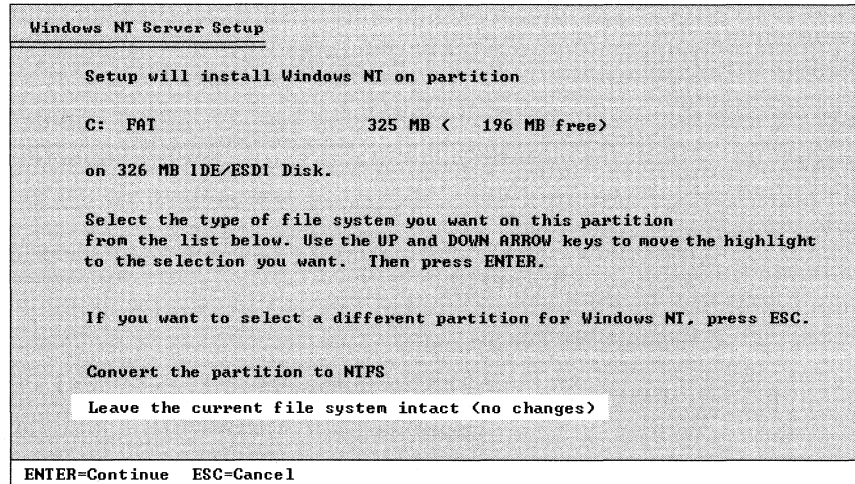 Windows NT Server Setup
Setup will install Windows NT on partition
C: FAT 325 MB ( 196 MB free)
on 326 MB IDE/ESDI Disk.
Select the type of file system you want on this partition
from the list below. Use the UP and DOWN ARROW keys to move the highlight
to the selection you want. Then press ENTER.
If you want to select a different partition for Windows NT, press ESC.
Convert the partition to NTFS
Leave the current file system intact (no changes)
ENTER=Continue ESC=Cancel